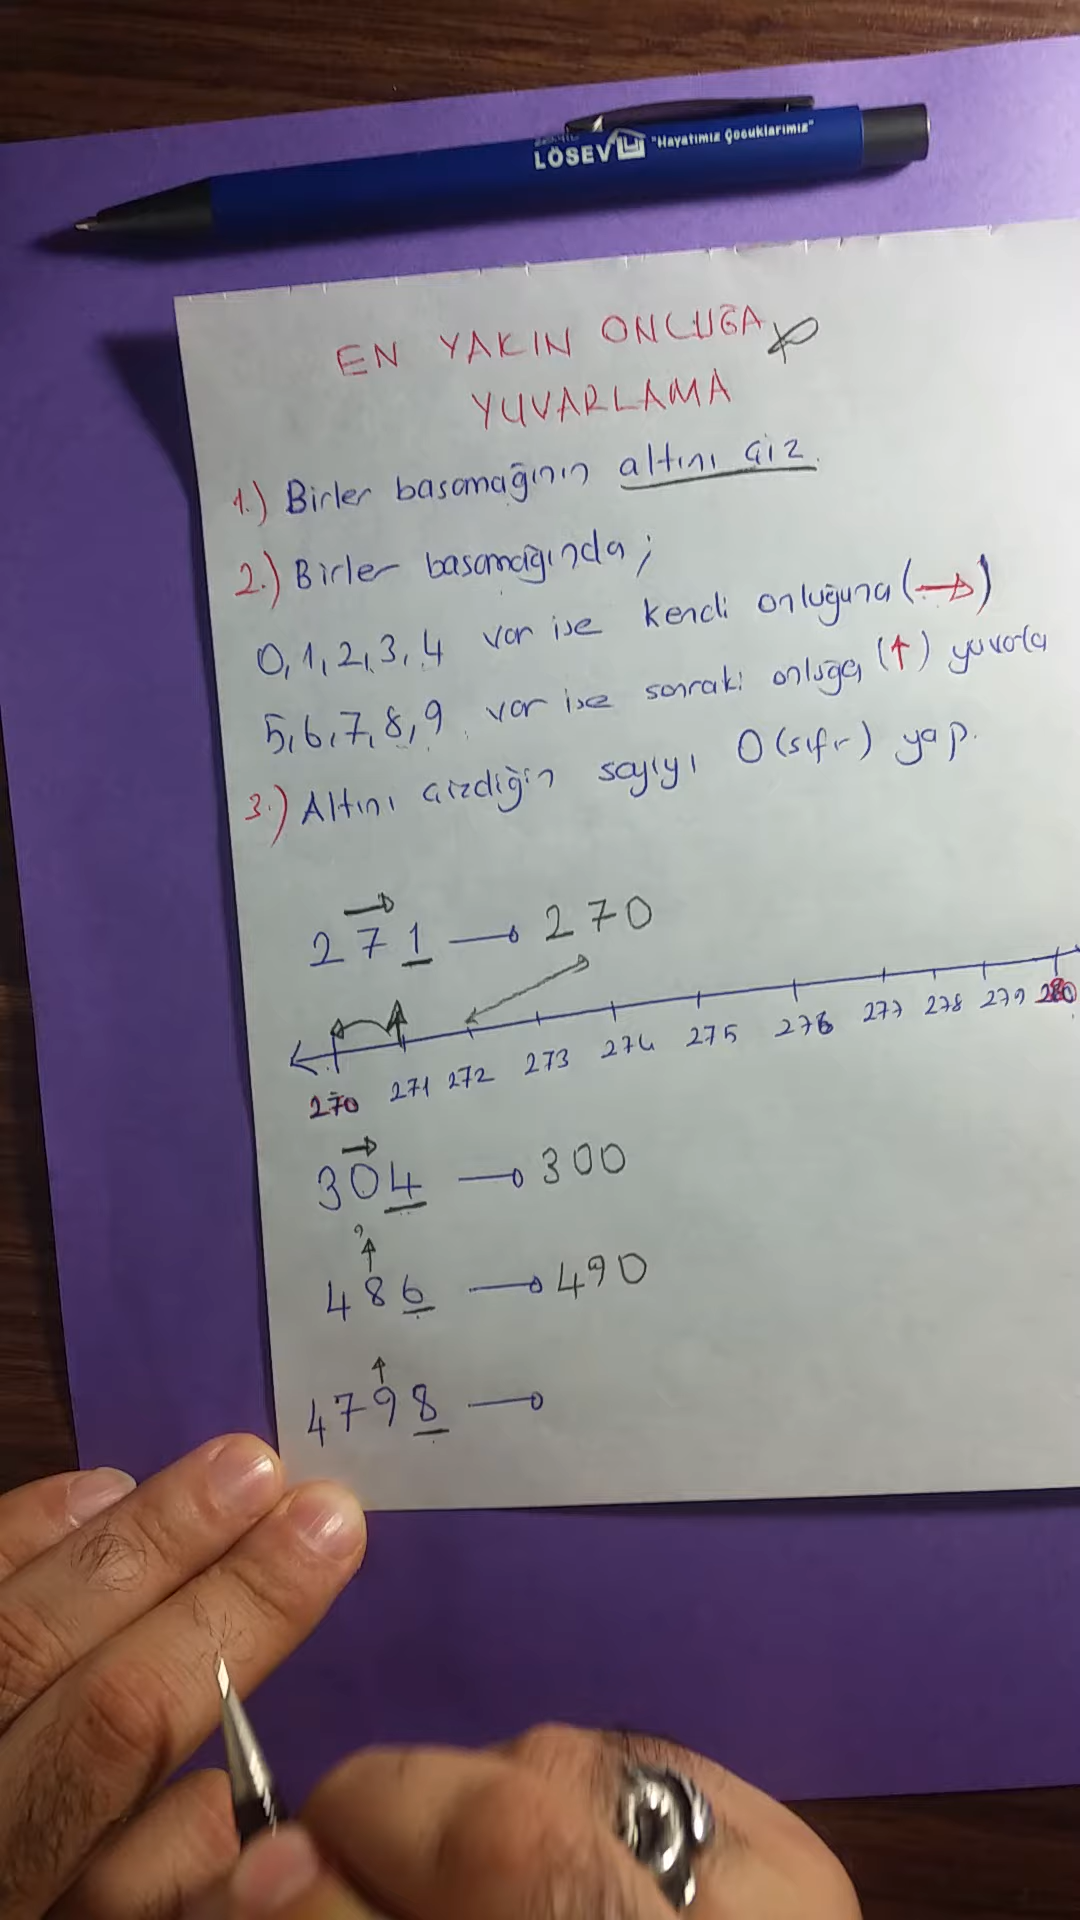 LÖSEV "Hayatımız Çocuklarımız"
EN YAKIN ONLUĞA
YUVARLAMA
1.) Birler basamağının altını çiz.
2.) Birler basamağında;
0,1,2,3,4 var ise kendi onluğuna (→)
5,6,7,8,9 var ise sonraki onluğa (↑) yuvarla
3.) Altını çizdiğin sayıyı 0 (sıfır) yap.
271 → 270
270 271 272 273 274 275 276 277 278 279 280
304 → 300
9
486 → 490
4798 →